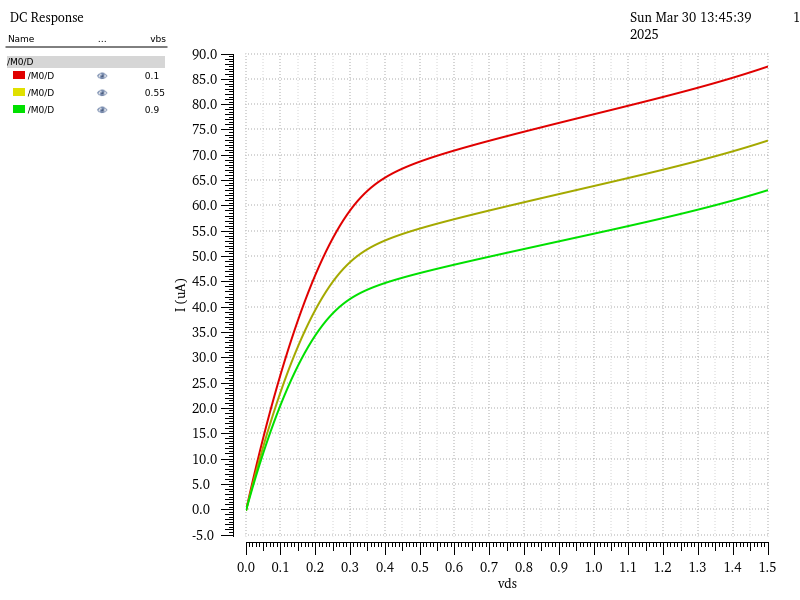 DC Response
Sun Mar 30 13:45:39 1
2025
Name ... vbs
/M0/D
/M0/D 0.1
/M0/D 0.55
/M0/D 0.9
90.0
85.0
80.0
75.0
70.0
65.0
60.0
55.0
50.0
45.0
40.0
35.0
30.0
25.0
20.0
15.0
10.0
5.0
0.0
-5.0
I (uA)
0.0 0.1 0.2 0.3 0.4 0.5 0.6 0.7 0.8 0.9 1.0 1.1 1.2 1.3 1.4 1.5
vds